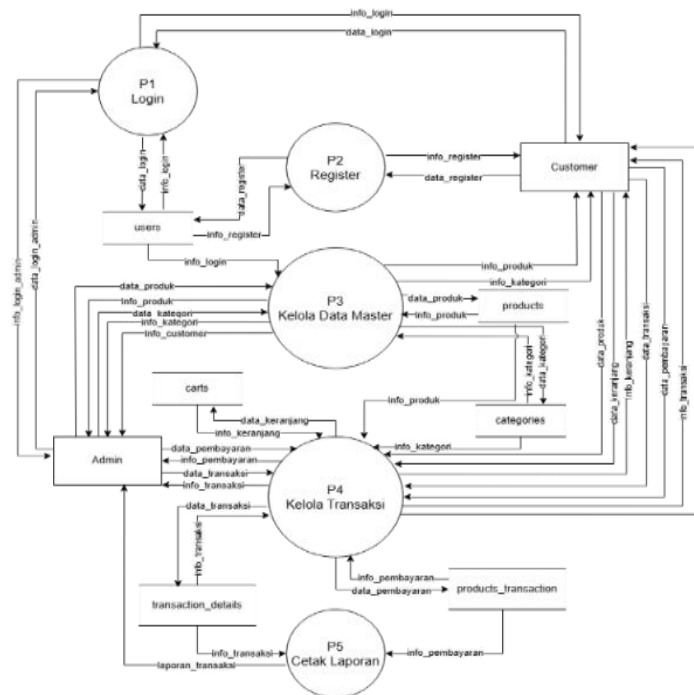 info_login
data_login
P1
Login
data_login
info_login
P2
Register
info_register
data_register
Customer
data_register
info_register
users
info_login
info_login_admin
data_login_admin
P3
Kelola Data Master
info_produk
info_kategori
data_produk
info_produk
data_kategori
info_kategori
info_customer
data_produk
info_produk
products
info_kategori
data_kategori
data_produk
data_keranjang
info_keranjang
data_transaksi
data_pembayaran
info_transaksi
carts
data_keranjang
info_keranjang
info_produk
categories
info_kategori
Admin
data_pembayaran
info_pembayaran
data_transaksi
info_transaksi
P4
Kelola Transaksi
data_transaksi
info_transaksi
info_pembayaran
data_pembayaran
products_transaction
transaction_details
info_transaksi
laporan_transaksi
P5
Cetak Laporan
info_pembayaran